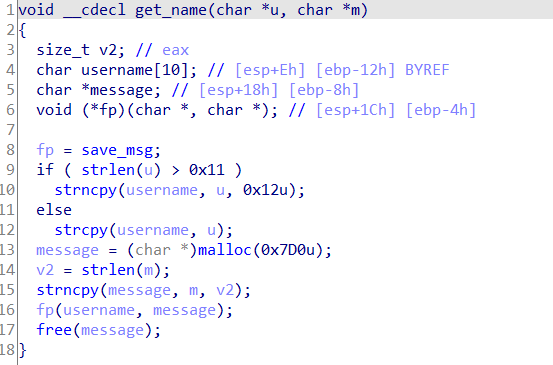 1 void __cdecl get_name(char *u, char *m)
2 {
3   size_t v2; // eax
4   char username[10]; // [esp+Eh] [ebp-12h] BYREF
5   char *message; // [esp+18h] [ebp-8h]
6   void (*fp)(char *, char *); // [esp+1Ch] [ebp-4h]
7
8   fp = save_msg;
9   if ( strlen(u) > 0x11 )
10     strncpy(username, u, 0x12u);
11   else
12     strcpy(username, u);
13   message = (char *)malloc(0x7D0u);
14   v2 = strlen(m);
15   strncpy(message, m, v2);
16   fp(username, message);
17   free(message);
18 }